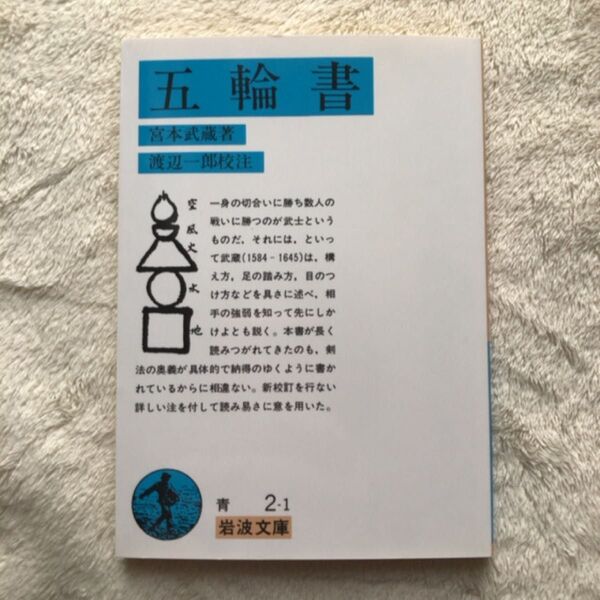 五輪書
宮本武蔵著
渡辺一郎校注
空
風
火
水
地
一身の切合いに勝ち数人の
戦いに勝つのが武士という
ものだ，それには，といっ
て武蔵(1584‐1645)は，構
え方，足の踏み方，目のつ
け方などを具さに述べ，相
手の強弱を知って先にしか
けよとも説く。本書が長く
読みつがれてきたのも，剣
法の奥義が具体的で納得のゆくように書か
れているからに相違ない。新校訂を行ない
詳しい注を付して読み易さに意を用いた。
青 2-1
岩波文庫